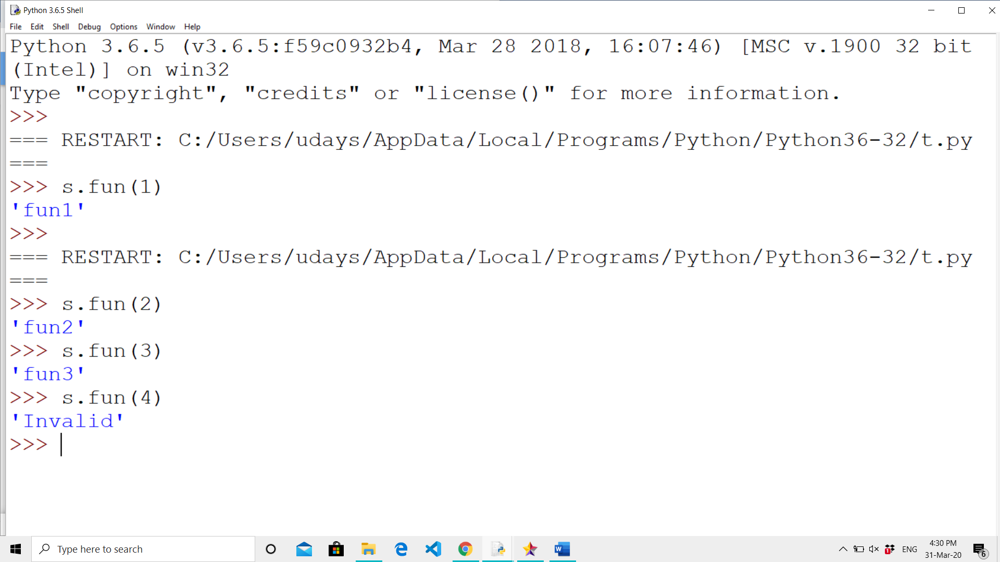 Python 3.6.5 Shell
File Edit Shell Debug Options Window Help
Python 3.6.5 (v3.6.5:f59c0932b4, Mar 28 2018, 16:07:46) [MSC v.1900 32 bit
(Intel)] on win32
Type "copyright", "credits" or "license()" for more information.
>>>
=== RESTART: C:/Users/udays/AppData/Local/Programs/Python/Python36-32/t.py
===
>>> s.fun(1)
'fun1'
>>>
=== RESTART: C:/Users/udays/AppData/Local/Programs/Python/Python36-32/t.py
===
>>> s.fun(2)
'fun2'
>>> s.fun(3)
'fun3'
>>> s.fun(4)
'Invalid'
>>>
Type here to search
W
1
ENG
4:30 PM
31-Mar-20
6